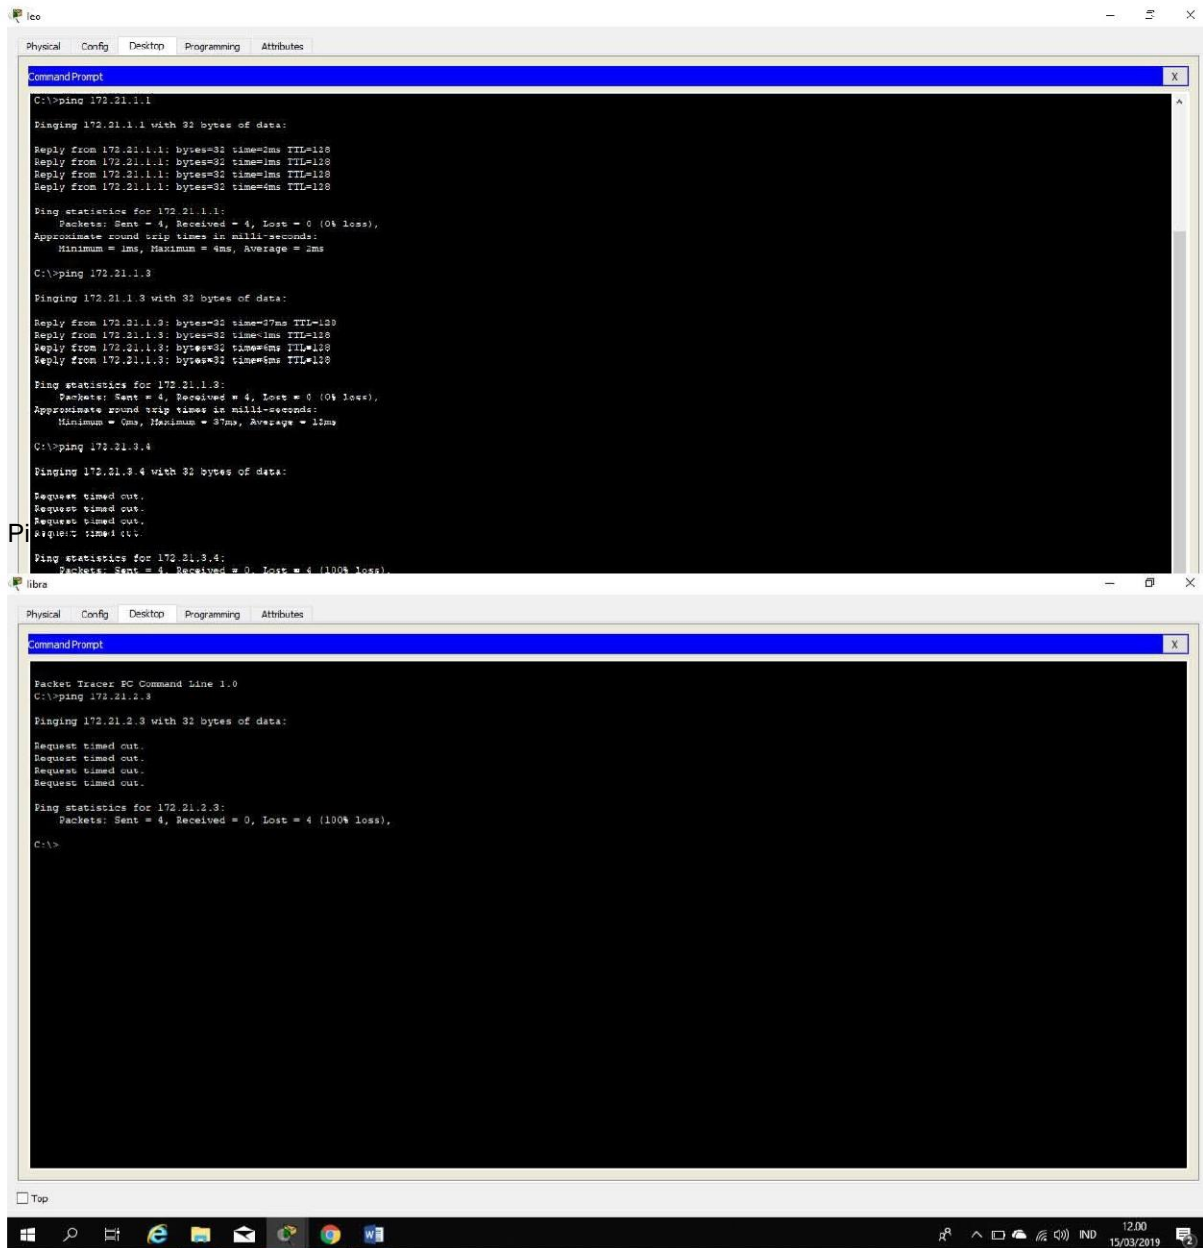 leo
Physical Config Desktop Programming Attributes
Command Prompt X
C:\>ping 172.21.1.1
Pinging 172.21.1.1 with 32 bytes of data:
Reply from 172.21.1.1: bytes=32 time=2ms TTL=128
Reply from 172.21.1.1: bytes=32 time=1ms TTL=128
Reply from 172.21.1.1: bytes=32 time=1ms TTL=128
Reply from 172.21.1.1: bytes=32 time=4ms TTL=128
Ping statistics for 172.21.1.1:
Packets: Sent = 4, Received = 4, Lost = 0 (0% loss),
Approximate round trip times in milli-seconds:
Minimum = 1ms, Maximum = 4ms, Average = 2ms
C:\>ping 172.21.1.3
Pinging 172.21.1.3 with 32 bytes of data:
Reply from 172.21.1.3: bytes=32 time=37ms TTL=128
Reply from 172.21.1.3: bytes=32 time<1ms TTL=128
Reply from 172.21.1.3: bytes=32 time=6ms TTL=128
Reply from 172.21.1.3: bytes=32 time=5ms TTL=128
Ping statistics for 172.21.1.3:
Packets: Sent = 4, Received = 4, Lost = 0 (0% loss),
Approximate round trip times in milli-seconds:
Minimum = 0ms, Maximum = 37ms, Average =
C:\>ping 172.21.3.4
Pinging 172.21.3.4 with 32 bytes of data:
Request timed out.
Request timed out.
Request timed out.
Pi Request timed out.
Ping statistics for 172.21.3.4:
Packets: Sent = 4, Received = 0, Lost = 4 (100% loss),
libra
Physical Config Desktop Programming Attributes
Command Prompt X
Packet Tracer PC Command Line 1.0
C:\>ping 172.21.2.3
Pinging 172.21.2.3 with 32 bytes of data:
Request timed out.
Request timed out.
Request timed out.
Request timed out.
Ping statistics for 172.21.2.3:
Packets: Sent = 4, Received = 0, Lost = 4 (100% loss),
C:\>
Top
IND 12.00
15/03/2019